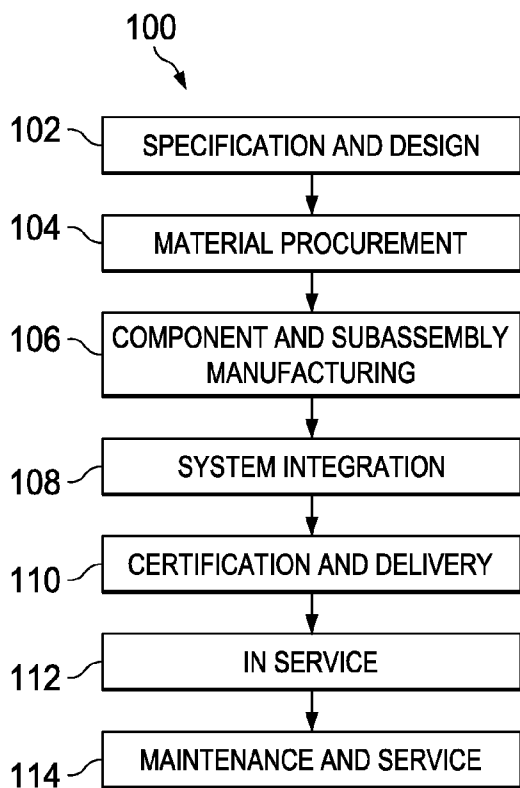 100
102
SPECIFICATION AND DESIGN
104
MATERIAL PROCUREMENT
106
COMPONENT AND SUBASSEMBLY
MANUFACTURING
108
SYSTEM INTEGRATION
110
CERTIFICATION AND DELIVERY
112
IN SERVICE
114
MAINTENANCE AND SERVICE